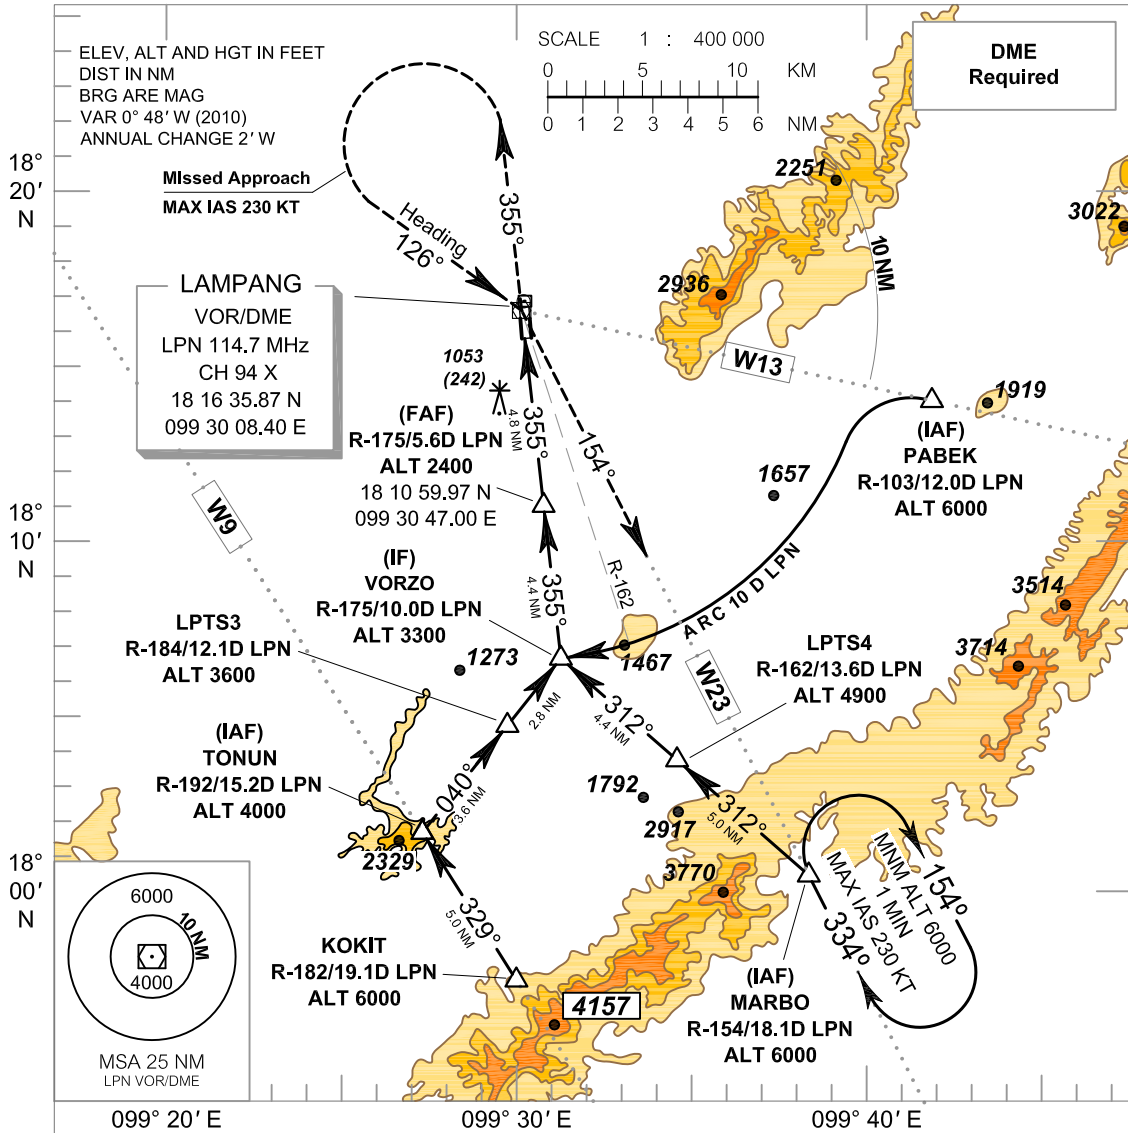 ELEV, ALT AND HGT IN FEET
DIST IN NM
BRG ARE MAG
VAR 0° 48′ W (2010)
ANNUAL CHANGE 2′ W
SCALE 1 : 400 000
0 5 10 KM
0 1 2 3 4 5 6 NM
DME
Required
18°
20′
N
MIssed Approach
MAX IAS 230 KT
Heading
126°
355°
2251
3022
10 NM
2936
LAMPANG
VOR/DME
LPN 114.7 MHz
CH 94 X
18 16 35.87 N
099 30 08.40 E
W13
1053
(242)
4.8 NM
355°
154°
1919
(FAF)
R-175/5.6D LPN
ALT 2400
18 10 59.97 N
099 30 47.00 E
(IAF)
PABEK
R-103/12.0D LPN
ALT 6000
1657
W9
18°
10′
N
(IF)
VORZO
R-175/10.0D LPN
ALT 3300
355°
4.4 NM
R-162
ARC 10 D LPN
3514
LPTS3
R-184/12.1D LPN
ALT 3600
1273
1467
LPTS4
R-162/13.6D LPN
ALT 4900
3714
W23
2.8 NM
312°
4.4 NM
(IAF)
TONUN
R-192/15.2D LPN
ALT 4000
040°
3.6 NM
1792
2917
312°
5.0 NM
2329
3770
18°
00′
N
MNM ALT 6000
1 MIN
MAX IAS 230 KT
154°
334°
329°
5.0 NM
KOKIT
R-182/19.1D LPN
ALT 6000
(IAF)
MARBO
R-154/18.1D LPN
ALT 6000
4157
6000
10 NM
4000
MSA 25 NM
LPN VOR/DME
099° 20′ E
099° 30′ E
099° 40′ E